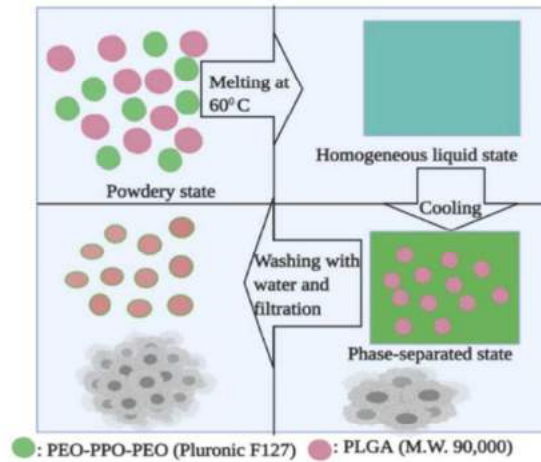 Melting at
60⁰ C
Powdery state
Homogeneous liquid state
Cooling
Washing with
water and
filtration
Phase-separated state
: PEO-PPO-PEO (Pluronic F127) : PLGA (M.W. 90,000)